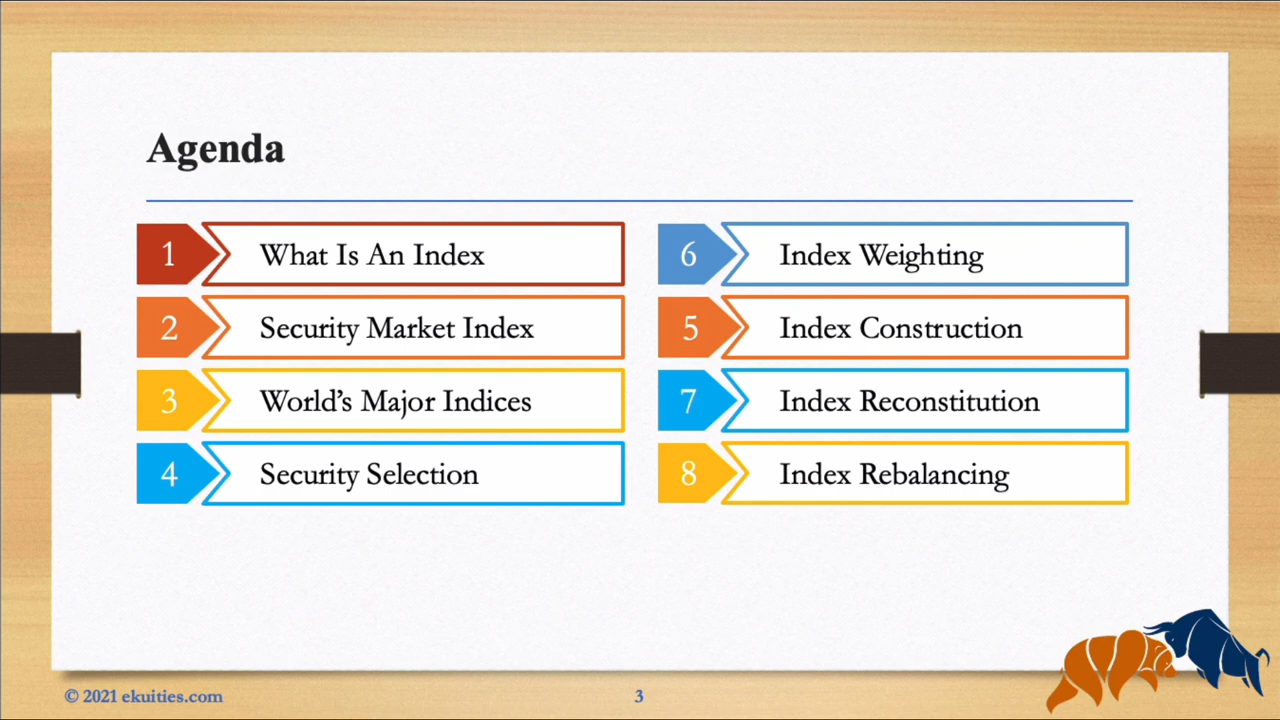 Agenda
1 What Is An Index
2 Security Market Index
3 World’s Major Indices
4 Security Selection
6 Index Weighting
5 Index Construction
7 Index Reconstitution
8 Index Rebalancing
© 2021 ekuities.com
3